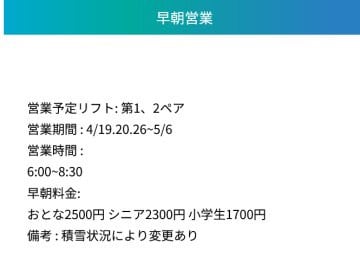 早朝営業
営業予定リフト: 第1、2ペア
営業期間 : 4/19.20.26~5/6
営業時間 :
6:00~8:30
早朝料金:
おとな2500円 シニア2300円 小学生1700円
備考 : 積雪状況により変更あり